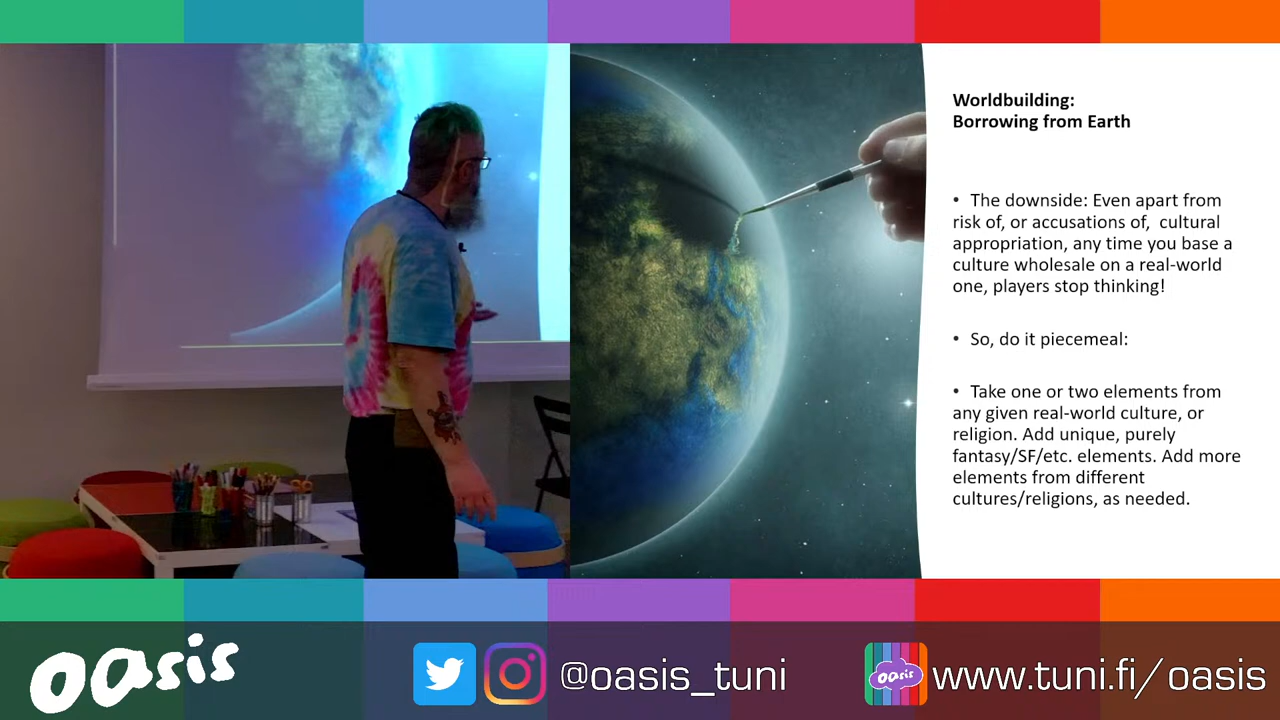 Worldbuilding:
Borrowing from Earth
• The downside: Even apart from
risk of, or accusations of,  cultural
appropriation, any time you base a
culture wholesale on a real-world
one, players stop thinking!
• So, do it piecemeal:
• Take one or two elements from
any given real-world culture, or
religion. Add unique, purely
fantasy/SF/etc. elements. Add more
elements from different
cultures/religions, as needed.
oasis
@oasis_tuni
oasis
www.tuni.fi/oasis